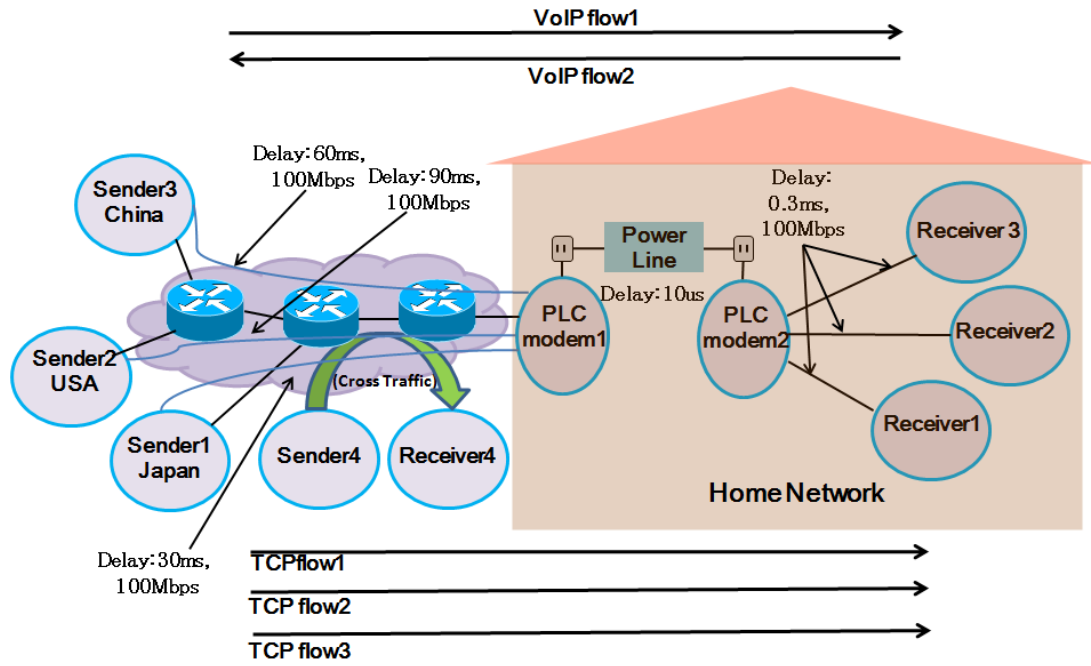 VoIP flow1
VoIP flow2
Delay:60ms,
100Mbps
Delay:90ms,
100Mbps
Sender3
China
Delay:
0.3ms,
100Mbps
Receiver 3
Power
Line
Delay:10us
PLC
modem1
PLC
modem2
Receiver2
Sender2
USA
(Cross Traffic)
Receiver1
Sender1
Japan
Sender4
Receiver4
Home Network
Delay:30ms,
100Mbps
TCPflow1
TCP flow2
TCP flow3